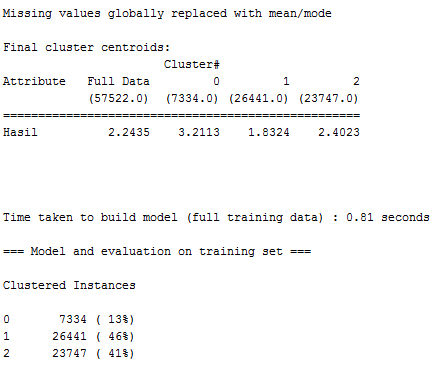 Missing values globally replaced with mean/mode
Final cluster centroids:
Cluster#
Attribute Full Data 0 1 2
(57522.0) (7334.0) (26441.0) (23747.0)
==================================================
Hasil 2.2435 3.2113 1.8324 2.4023
Time taken to build model (full training data) : 0.81 seconds
=== Model and evaluation on training set ===
Clustered Instances
0 7334 ( 13%)
1 26441 ( 46%)
2 23747 ( 41%)